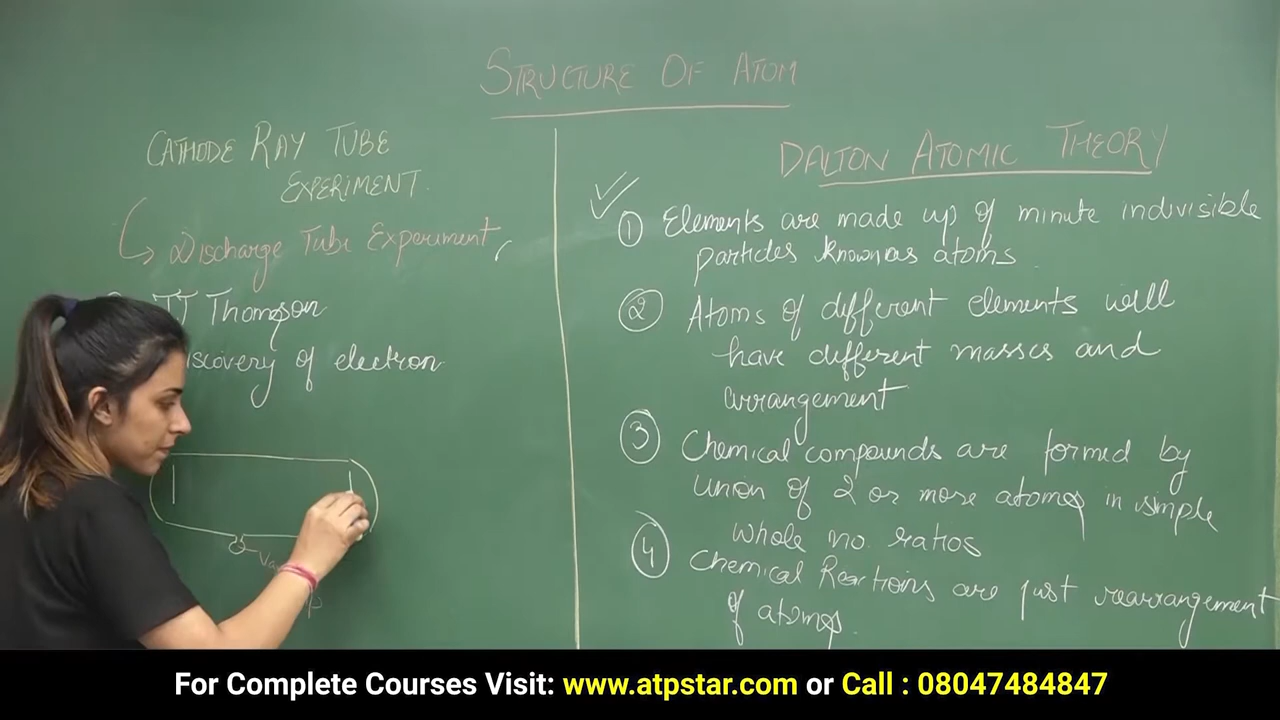 STRUCTURE OF ATOM
CATHODE RAY TUBE
EXPERIMENT.
Discharge Tube Experiment
JJ Thomson
iscovery of electron
Va
DALTON ATOMIC THEORY
① Elements are made up of minute indivisible
particles known as atoms.
② Atoms of different elements will
have different masses and
arrangement
③ Chemical compounds are formed by
union of 2 or more atoms in simple
whole no. ratios
④ Chemical Reactions are just rearrangement
of atoms.
For Complete Courses Visit: www.atpstar.com or Call : 08047484847